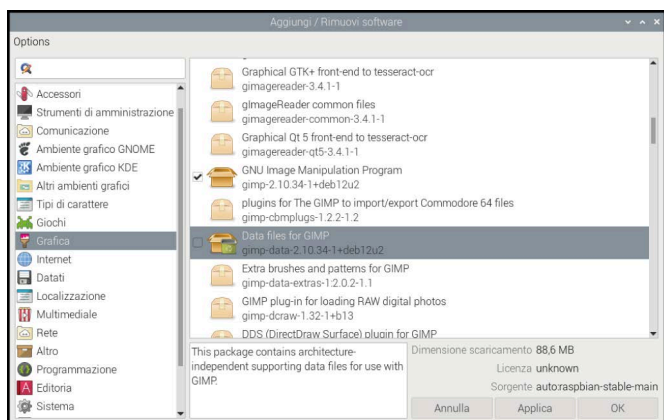 Aggiungi / Rimuovi software
Options
Accessori
Strumenti di amministrazione
Comunicazione
Ambiente grafico GNOME
Ambiente grafico KDE
Altri ambienti grafici
Tipi di carattere
Giochi
Grafica
Internet
Datati
Localizzazione
Multimediale
Rete
Altro
Programmazione
Editoria
Sistema
Graphical GTK+ front-end to tesseract-ocr
gimagereader-3.4.1-1
gImageReader common files
gimagereader-common-3.4.1-1
Graphical Qt 5 front-end to tesseract-ocr
gimagereader-qt5-3.4.1-1
GNU Image Manipulation Program
gimp-2.10.34-1+deb12u2
plugins for The GIMP to import/export Commodore 64 files
gimp-cbmplugs-1.2.2-1.2
Data files for GIMP
gimp-data-2.10.34-1+deb12u2
Extra brushes and patterns for GIMP
gimp-data-extras-1:2.0.2-1.1
GIMP plug-in for loading RAW digital photos
gimp-dcraw-1.32-1+b13
DDS (DirectDraw Surface) plugin for GIMP
This package contains architecture-
independent supporting data files for use with
GIMP.
Dimensione scaricamento 88,6 MB
Licenza unknown
Sorgente auto:raspbian-stable-main
Annulla
Applica
OK